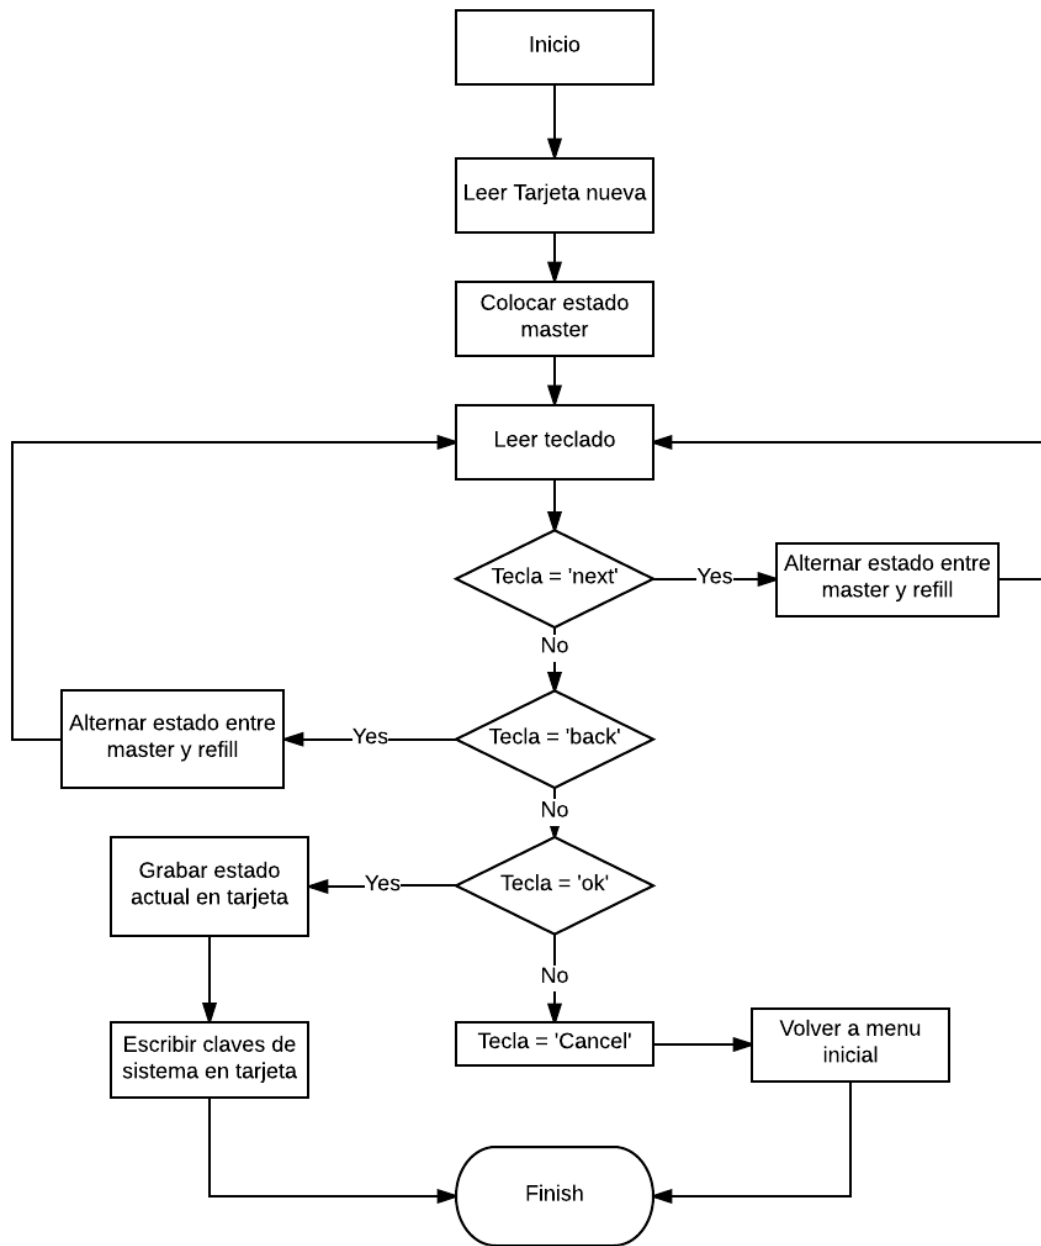 Inicio
Leer Tarjeta nueva
Colocar estado
master
Leer teclado
Tecla = 'next'
Yes
Alternar estado entre
master y refill
No
Alternar estado entre
master y refill
Yes
Tecla = 'back'
No
Grabar estado
actual en tarjeta
Yes
Tecla = 'ok'
No
Escribir claves de
sistema en tarjeta
Tecla = 'Cancel'
Volver a menu
inicial
Finish